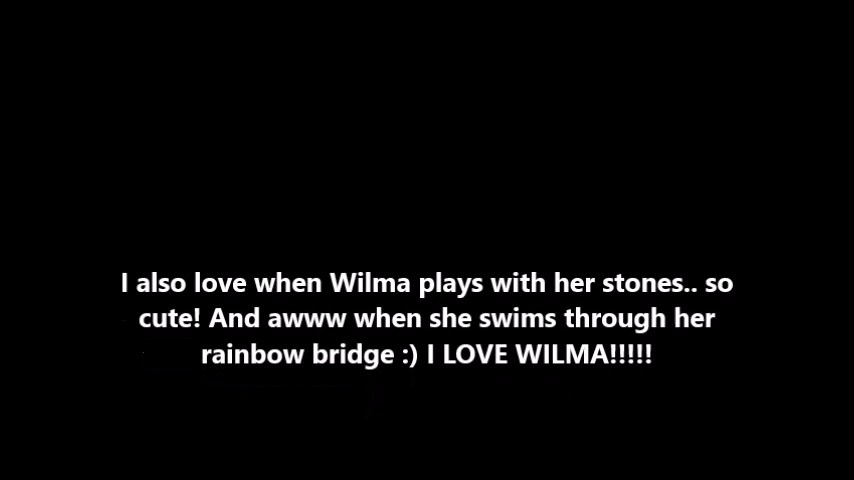 I also love when Wilma plays with her stones.. so
cute! And awww when she swims through her
rainbow bridge :) I LOVE WILMA!!!!!